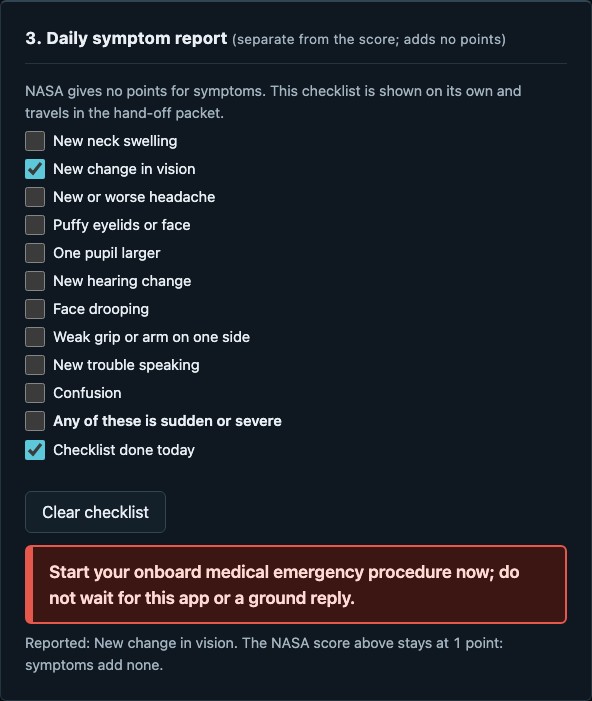 3. Daily symptom report (separate from the score; adds no points)
NASA gives no points for symptoms. This checklist is shown on its own and
travels in the hand-off packet.
New neck swelling
New change in vision
New or worse headache
Puffy eyelids or face
One pupil larger
New hearing change
Face drooping
Weak grip or arm on one side
New trouble speaking
Confusion
Any of these is sudden or severe
Checklist done today
Clear checklist
Start your onboard medical emergency procedure now; do
not wait for this app or a ground reply.
Reported: New change in vision. The NASA score above stays at 1 point:
symptoms add none.